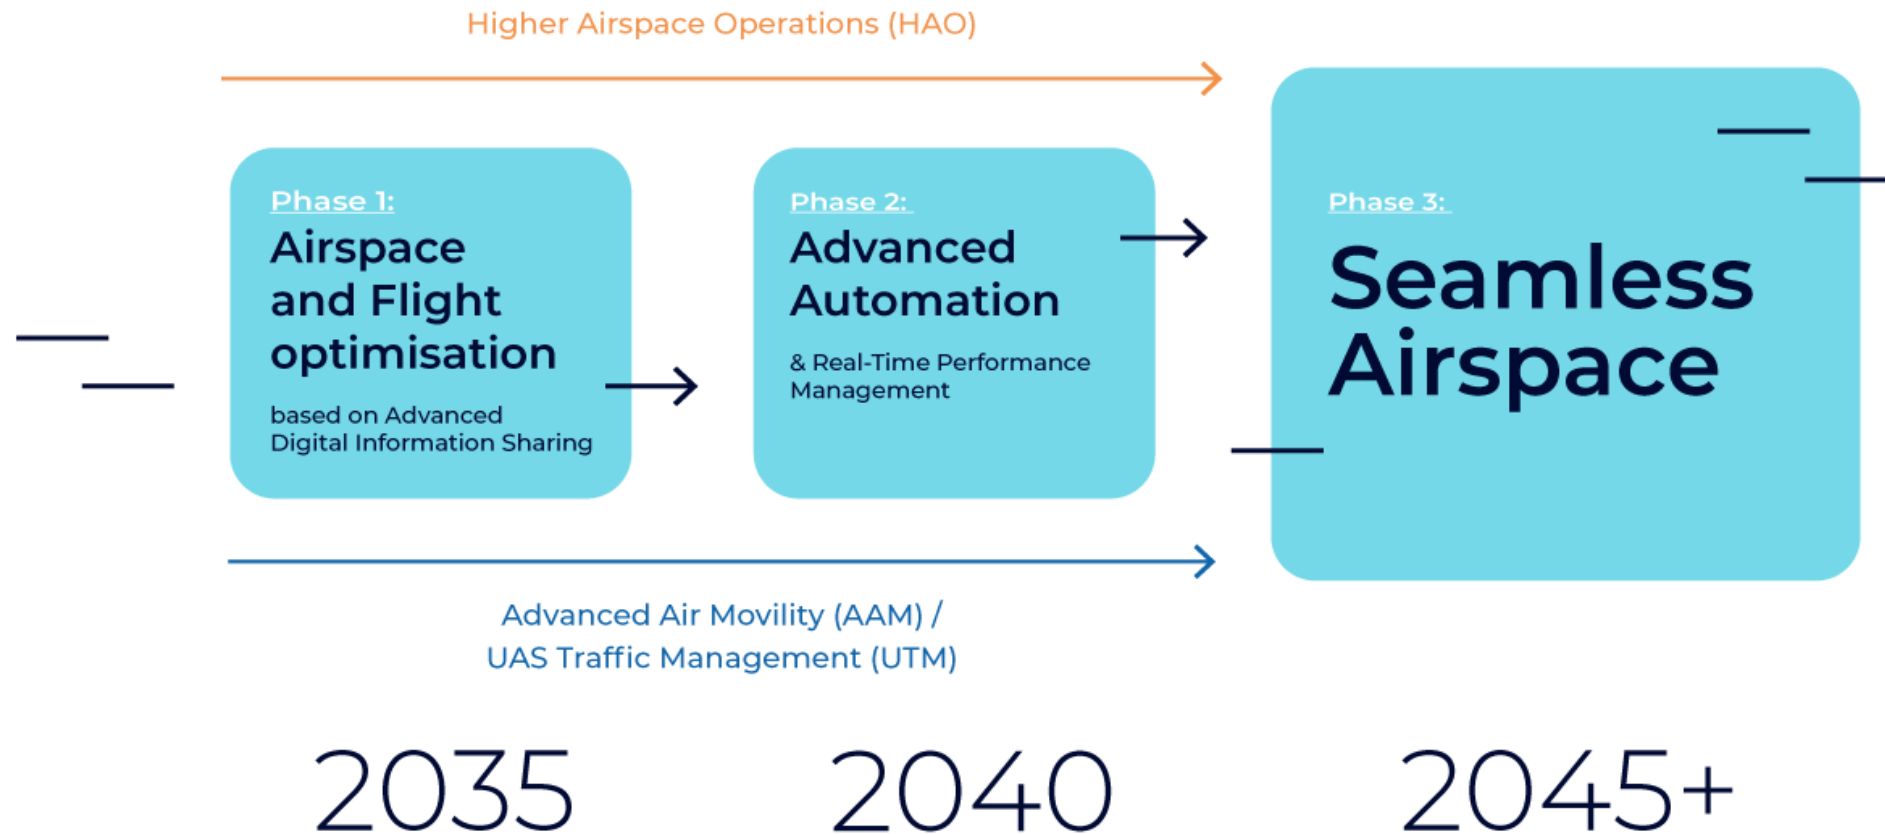 Higher Airspace Operations (HAO)
Phase 1:
Airspace
and Flight
optimisation
based on Advanced
Digital Information Sharing
Phase 2:
Advanced
Automation
& Real-Time Performance
Management
Phase 3:
Seamless
Airspace
Advanced Air Movility (AAM) /
UAS Traffic Management (UTM)
2035
2040
2045+